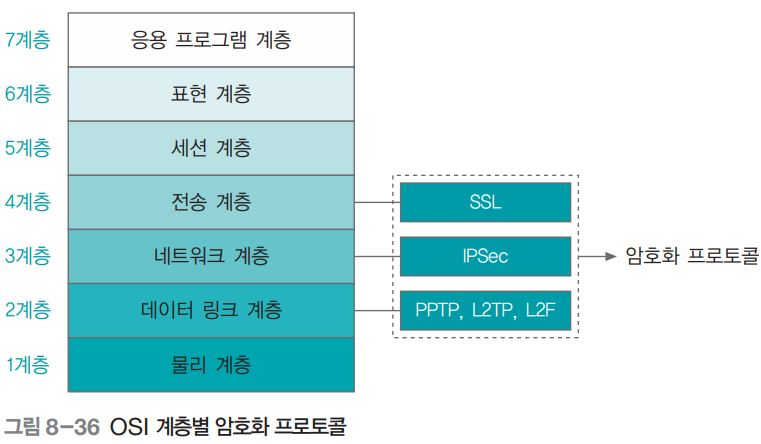 7계층 응용 프로그램 계층
6계층 표현 계층
5계층 세션 계층
4계층 전송 계층 SSL
3계층 네트워크 계층 IPSec 암호화 프로토콜
2계층 데이터 링크 계층 PPTP, L2TP, L2F
1계층 물리 계층
그림 8-36 OSI 계층별 암호화 프로토콜